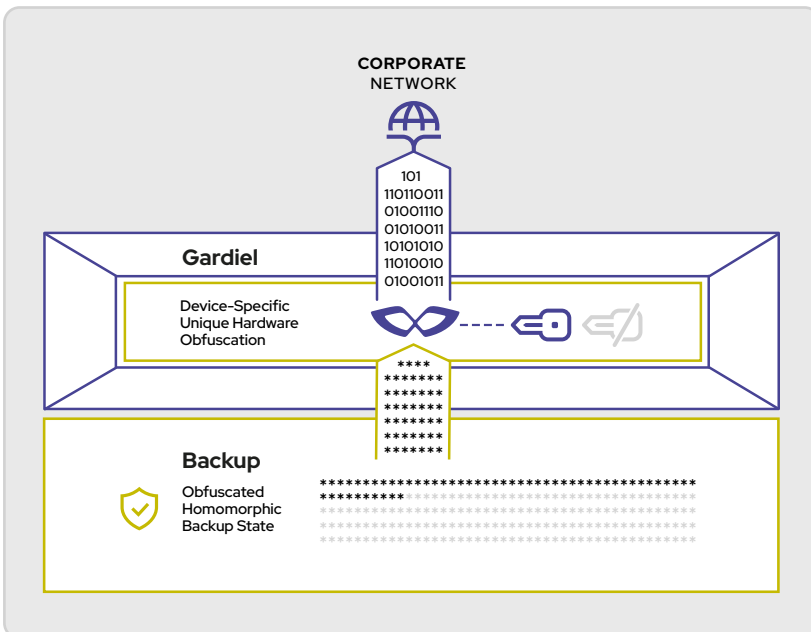 CORPORATE
NETWORK
101
110110011
01001110
01010011
10101010
11010010
01001011
Gardiel
Device-Specific
Unique Hardware
Obfuscation
****
*******
*******
*******
*******
*******
*******
Backup
Obfuscated
Homomorphic
Backup State
********************************************
********************************************
********************************************
********************************************
********************************************